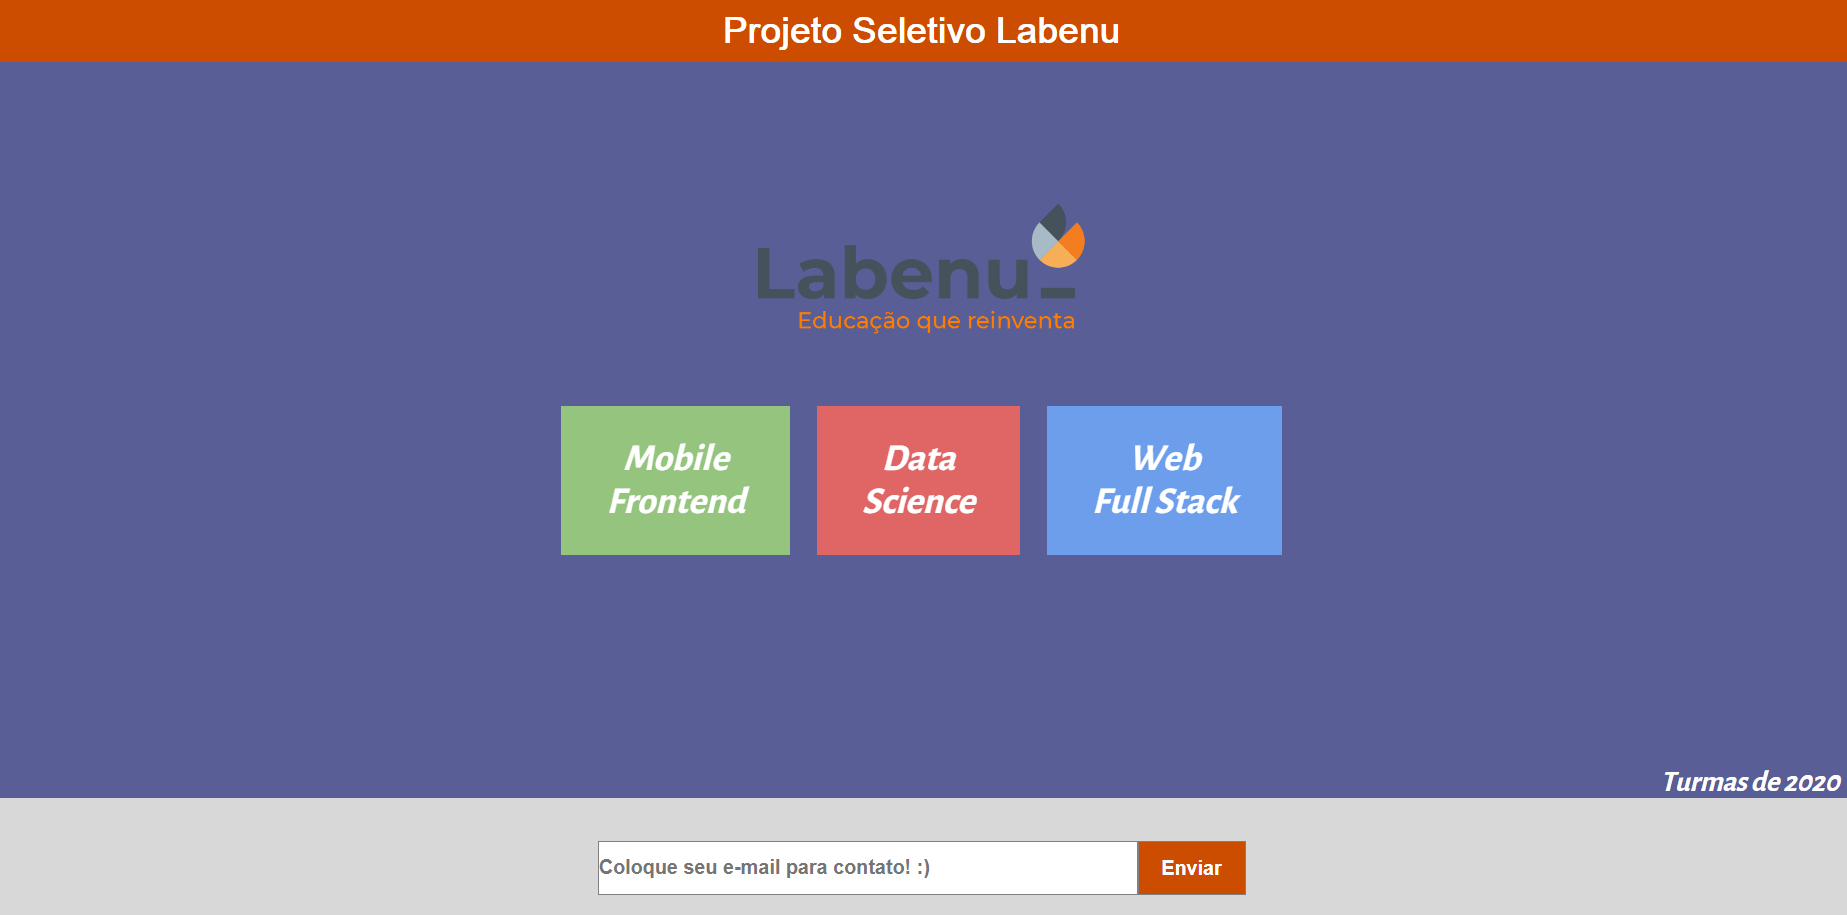 Projeto Seletivo Labenu
Labenu_
Educação que reinventa
Mobile
Frontend
Data
Science
Web
Full Stack
Turmas de 2020
Coloque seu e-mail para contato! :)
Enviar